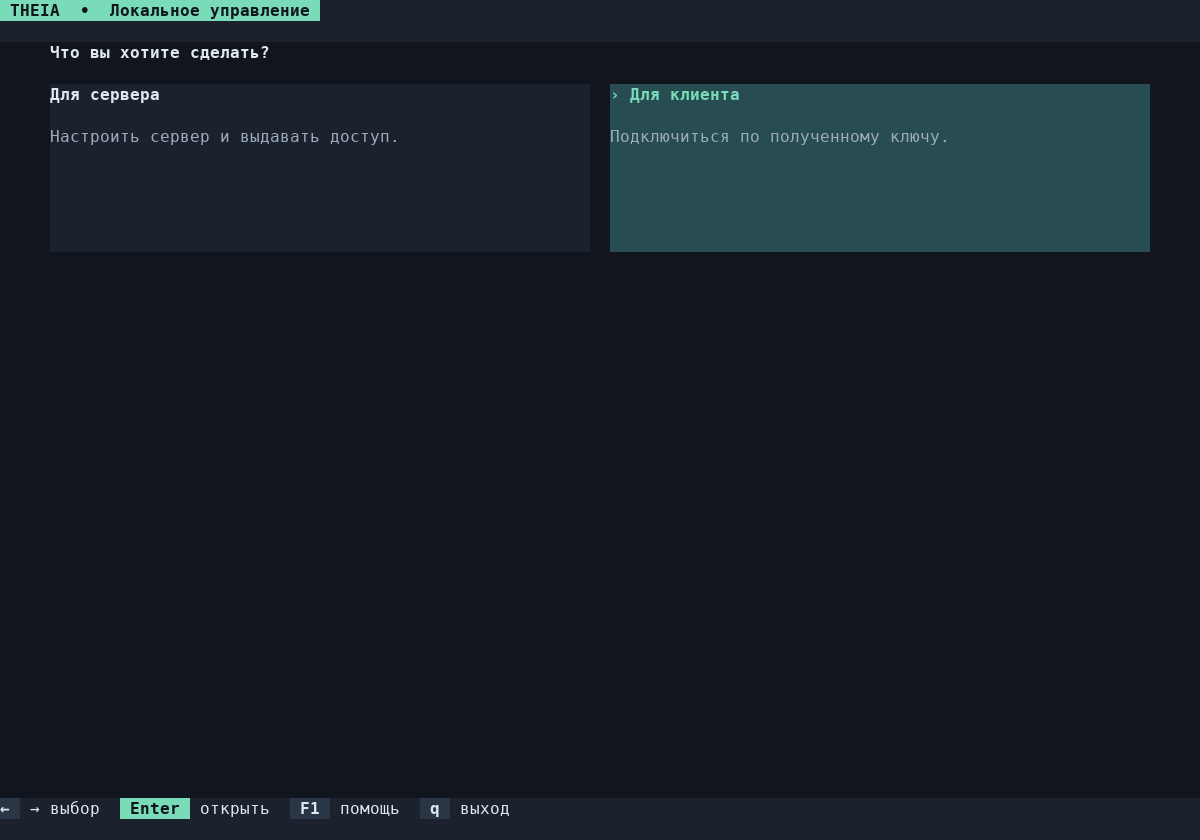 THEIA • Локальное управление
Что вы хотите сделать?
Для сервера
Настроить сервер и выдавать доступ.
› Для клиента
Подключиться по полученному ключу.
← → выбор Enter открыть F1 помощь q выход